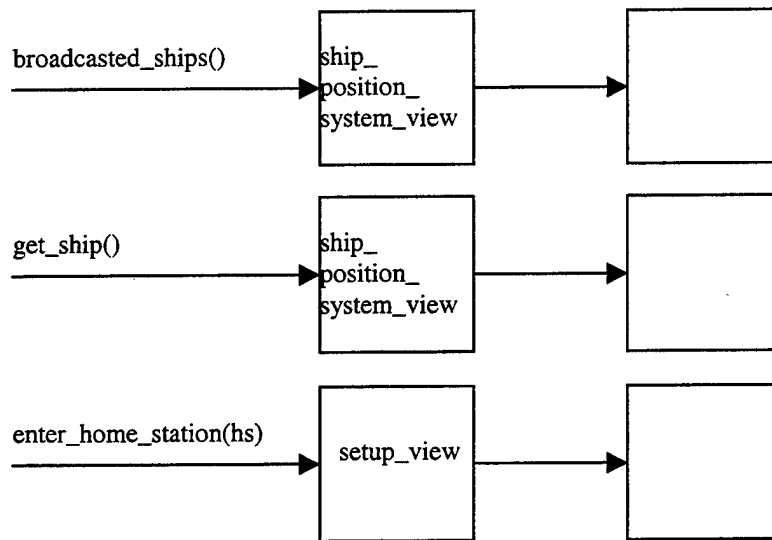 broadcasted_ships()
ship_
position_
system_view
get_ship()
ship_
position_
system_view
enter_home_station(hs)
setup_view